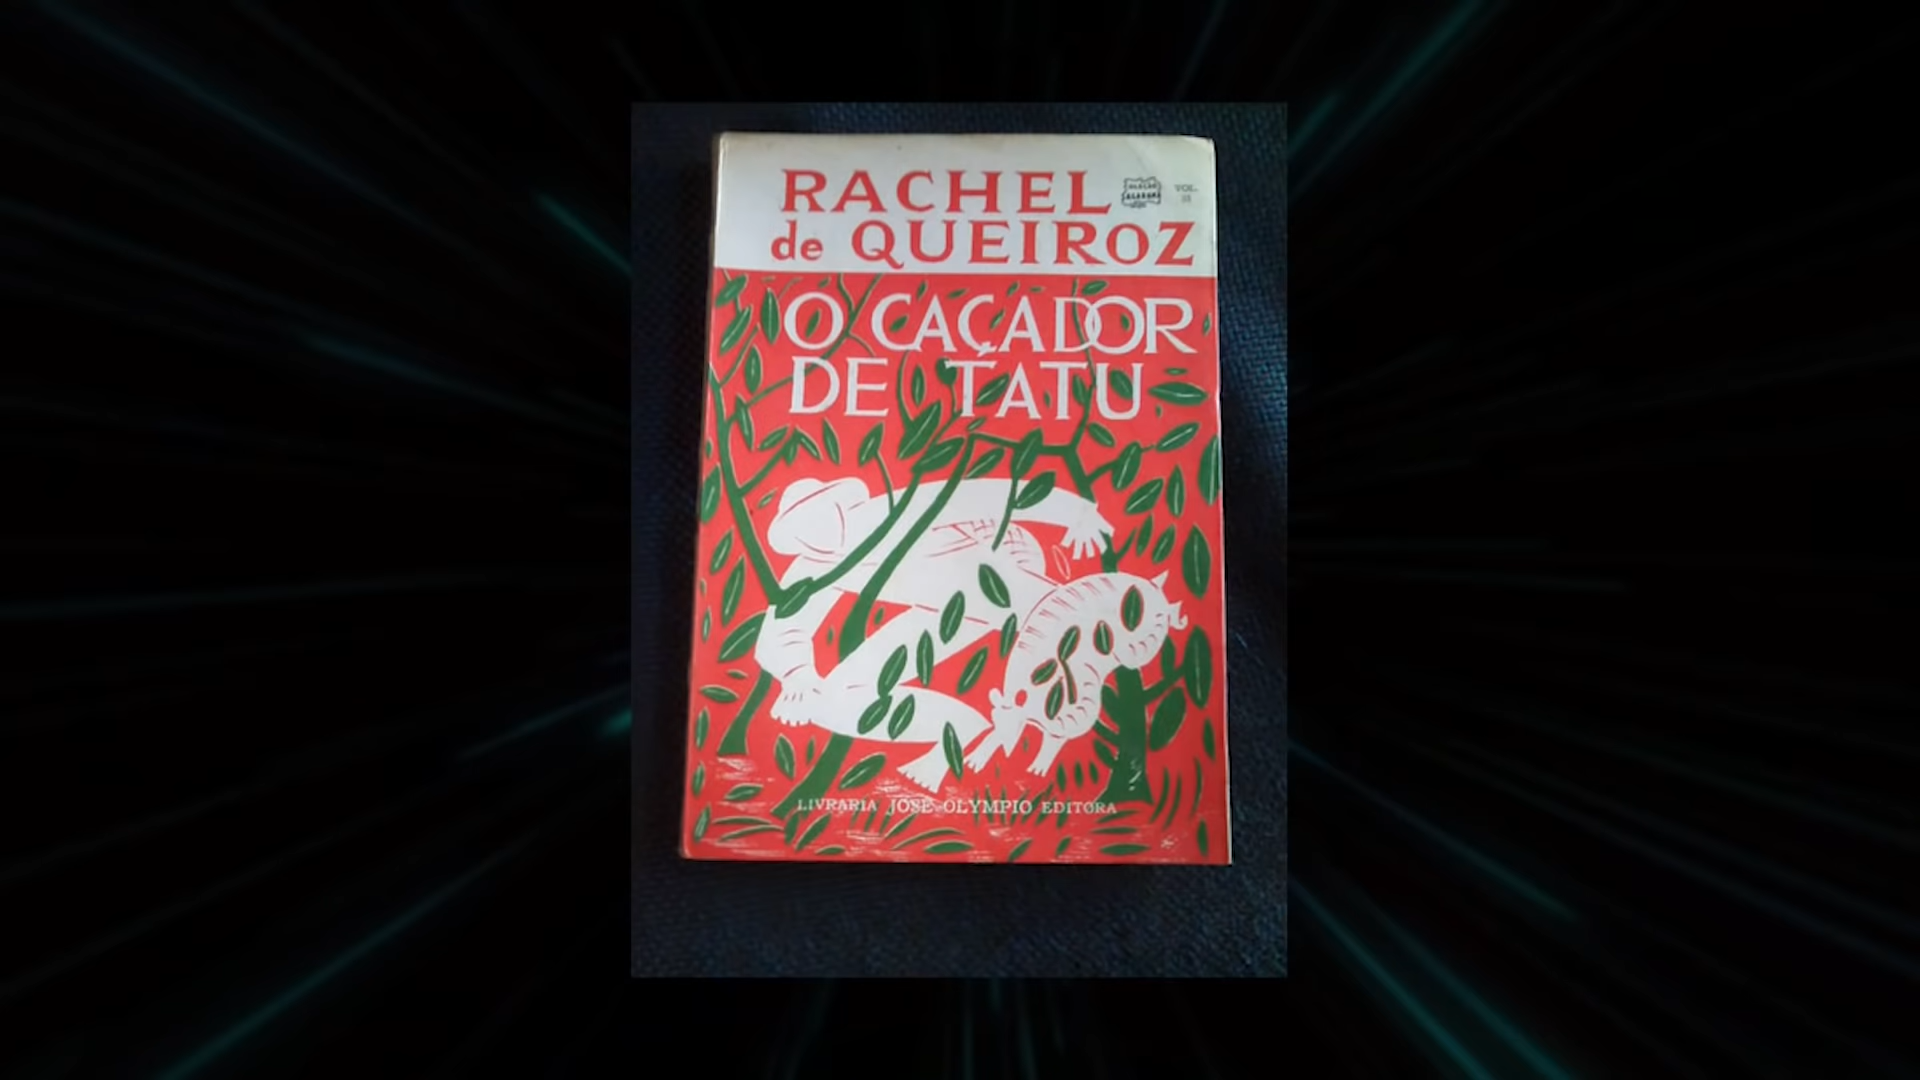 RACHEL
de QUEIROZ
VOL.
O CAÇADOR
DE TATU
LIVRARIA JOSÉ OLYMPIO EDITORA